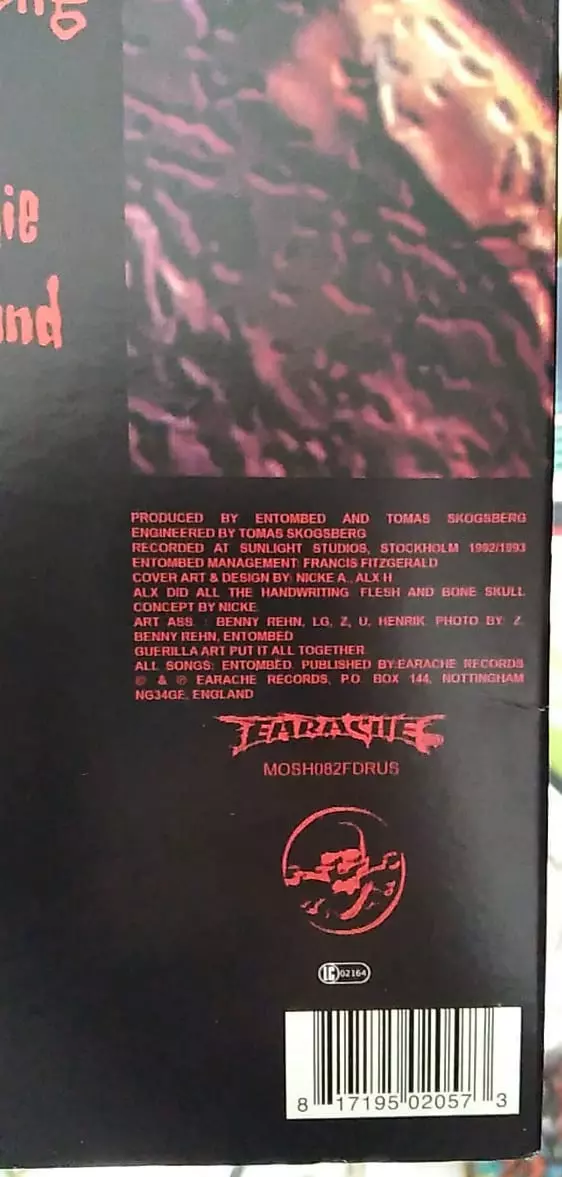 ie
und
PRODUCED BY ENTOMBED AND TOMAS SKOGSBERG
ENGINEERED BY TOMAS SKOGSBERG
RECORDED AT SUNLIGHT STUDIOS, STOCKHOLM 1992/1993
ENTOMBED MANAGEMENT: FRANCIS FITZGERALD
COVER ART & DESIGN BY: NICKE A., ALX H.
ALX DID ALL THE HANDWRITING. FLESH AND BONE SKULL
CONCEPT BY NICKE.
ART ASS. : BENNY REHN, LG, Z, U, HENRIK. PHOTO BY: Z.
BENNY REHN, ENTOMBED
GUERILLA ART PUT IT ALL TOGETHER.
ALL SONGS: ENTOMBED. PUBLISHED BY:EARACHE RECORDS
© & ℗ EARACHE RECORDS, P.O. BOX 144, NOTTINGHAM
NG34GE, ENGLAND
EARACHE
MOSH082FDRUS
LC 02164
8 17195 02057 3